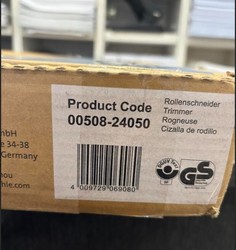 Product Code
00508-24050
Rollenschneider
Trimmer
Rogneuse
Cizalla de rodillo
mbH
e 34-38
Germany
hou
hle.com
4 009729 069080
GS